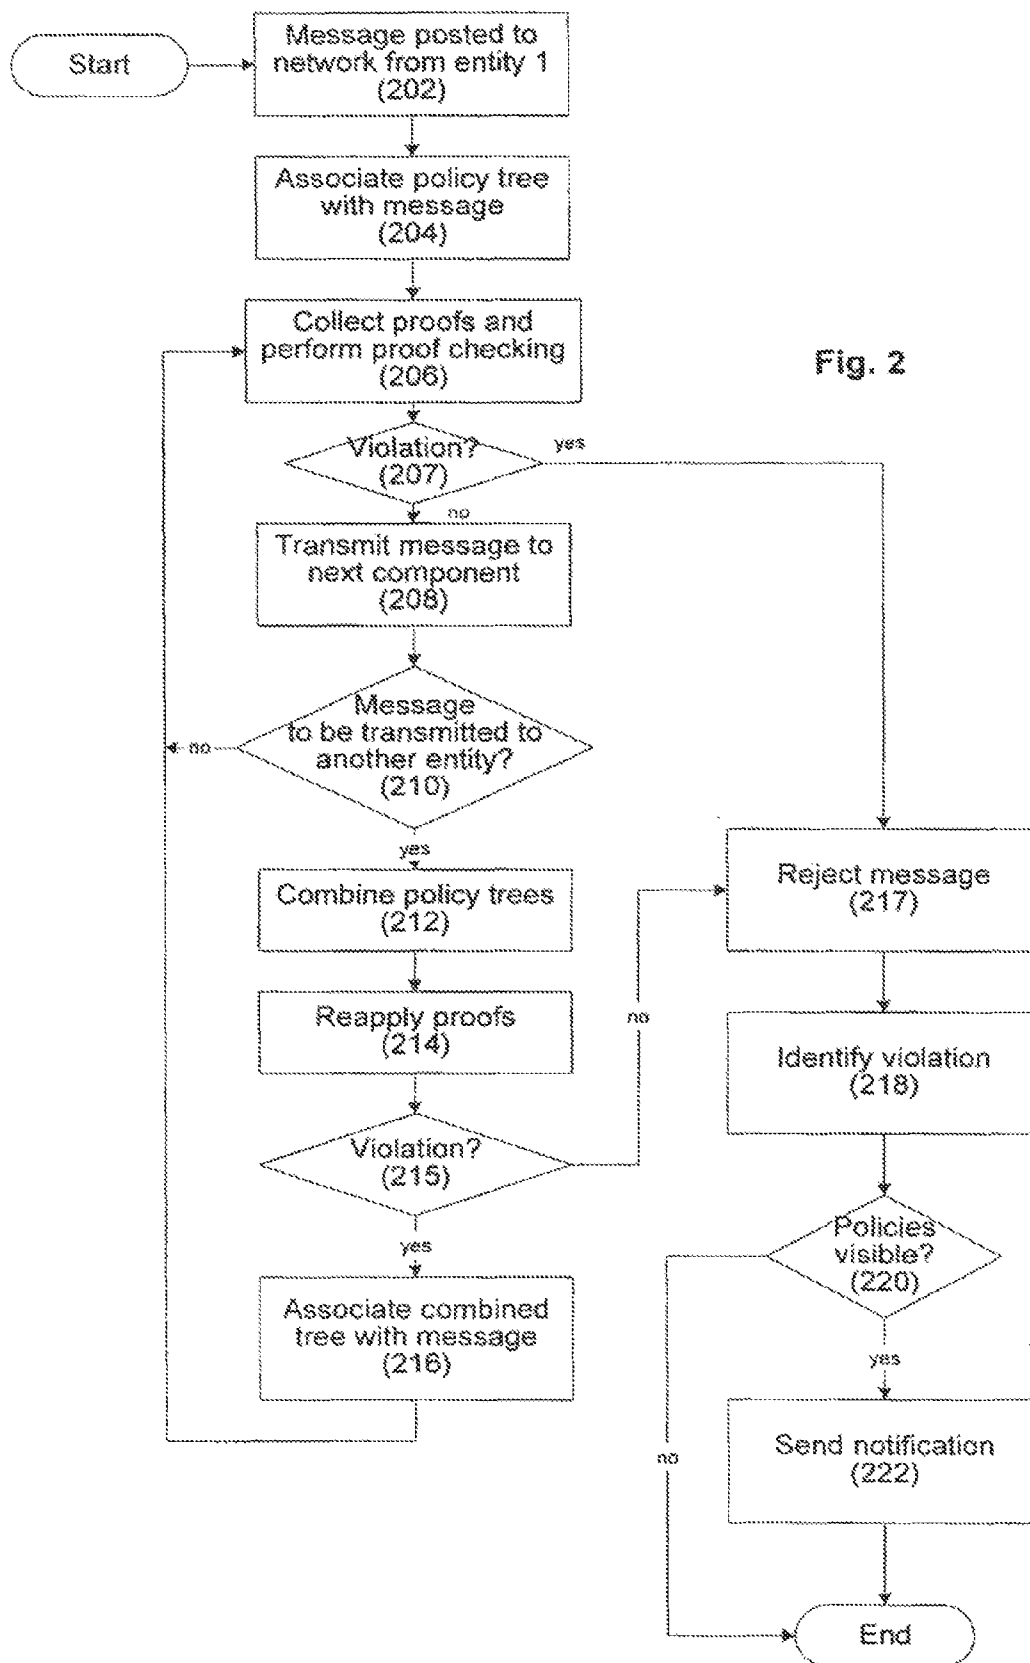 Start
Message posted to
network from entity 1
(202)
Associate policy tree
with message
(204)
Collect proofs and
perform proof checking
(206)
Fig. 2
Violation?
(207)
yes
no
Transmit message to
next component
(208)
Message
to be transmitted to
another entity?
(210)
no
yes
Combine policy trees
(212)
Reapply proofs
(214)
Violation?
(215)
no
yes
Associate combined
tree with message
(216)
Reject message
(217)
Identify violation
(218)
Policies
visible?
(220)
yes
no
Send notification
(222)
End